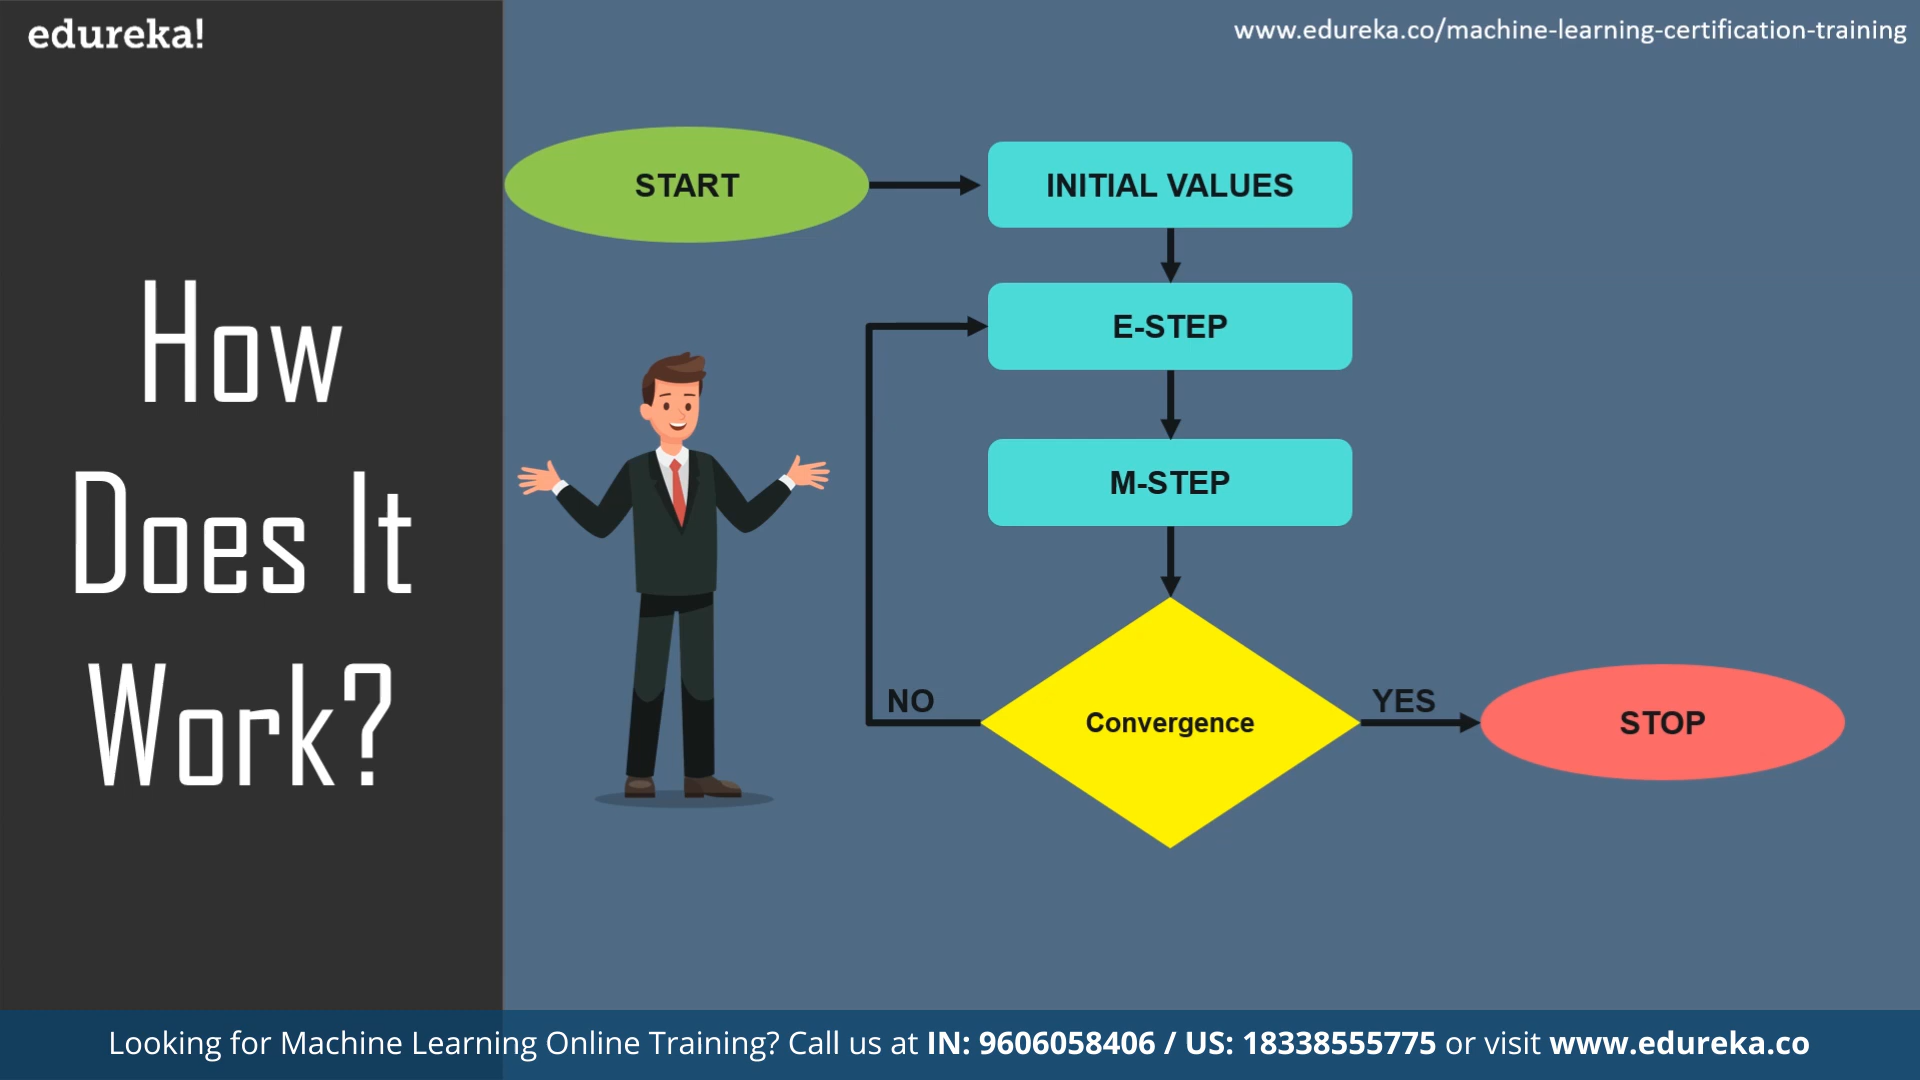 edureka!
www.edureka.co/machine-learning-certification-training
How
Does It
Work?
START
INITIAL VALUES
E-STEP
M-STEP
NO
Convergence
YES
STOP
Looking for Machine Learning Online Training? Call us at IN: 9606058406 / US: 18338555775 or visit www.edureka.co